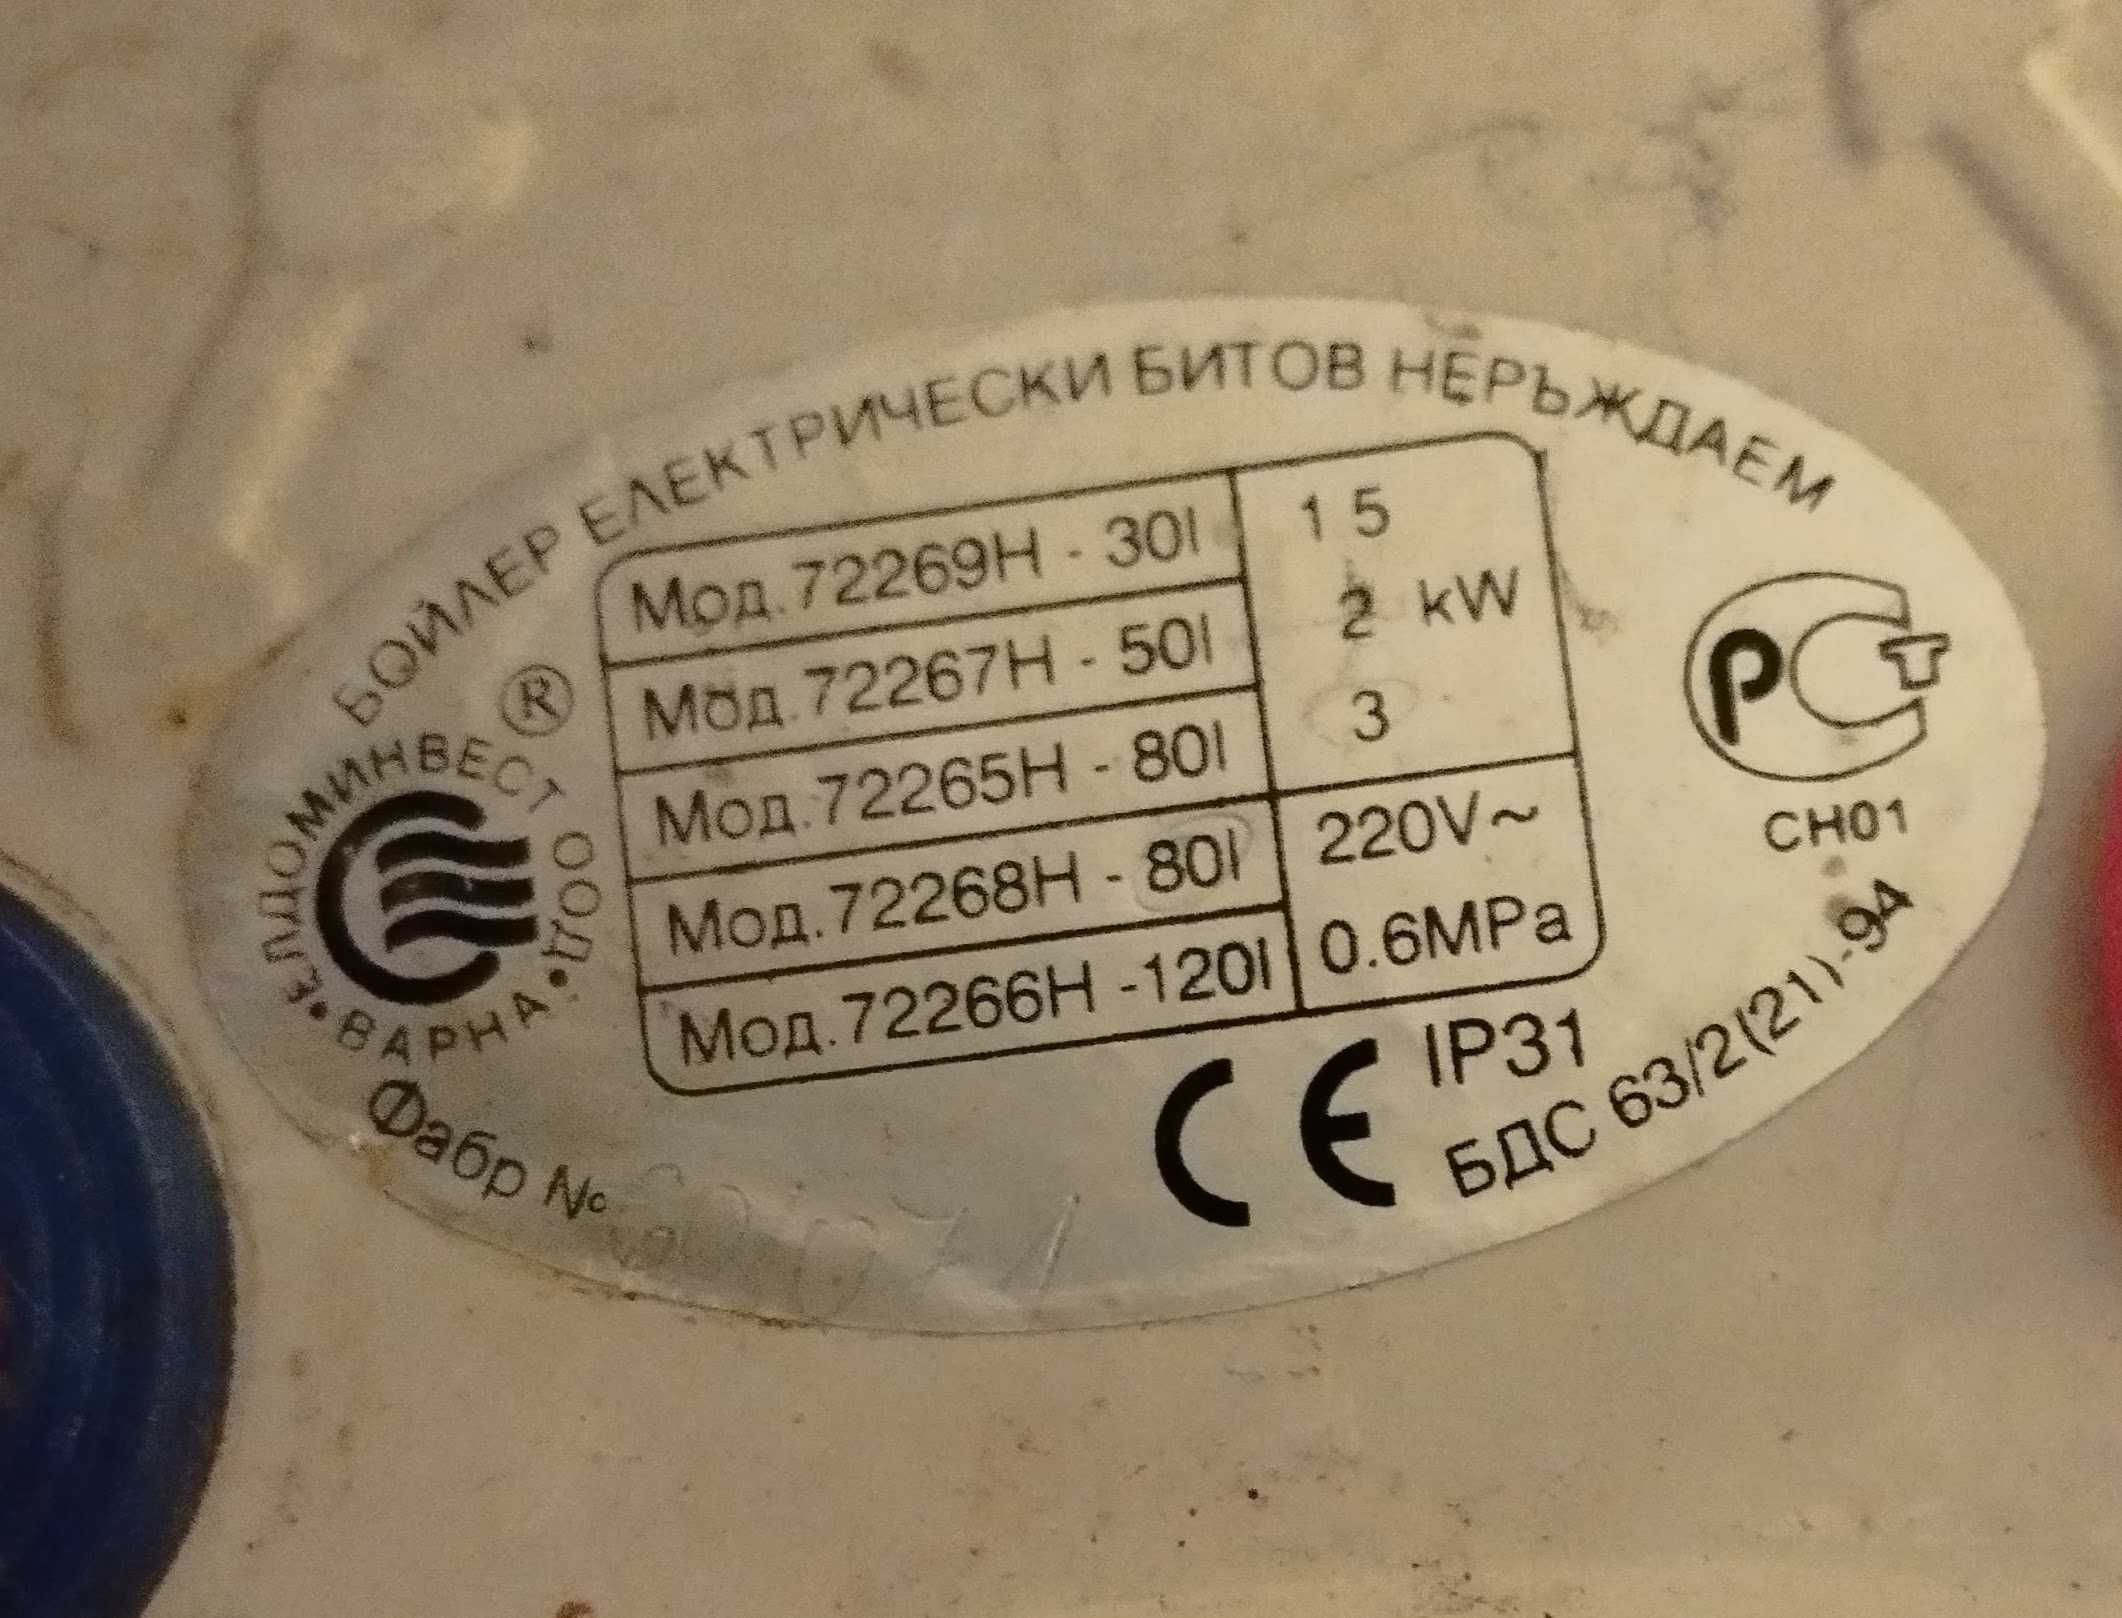 БОЙЛЕР ЕЛЕКТРИЧЕСКИ БИТОВ НЕРЪЖДАЕМ
®
ЕЛДОМИНВЕСТ ООД
ВАРНА
Мод.72269Н - 30l
Мод.72267Н - 50l
Мод.72265Н - 80l
Мод.72268Н - 80l
Мод.72266Н -120l
1 5
2 kW
3
220V~
0.6MPa
РСТ
СН01
CE IP31
БДС 63/2(21)-94
Фабр №